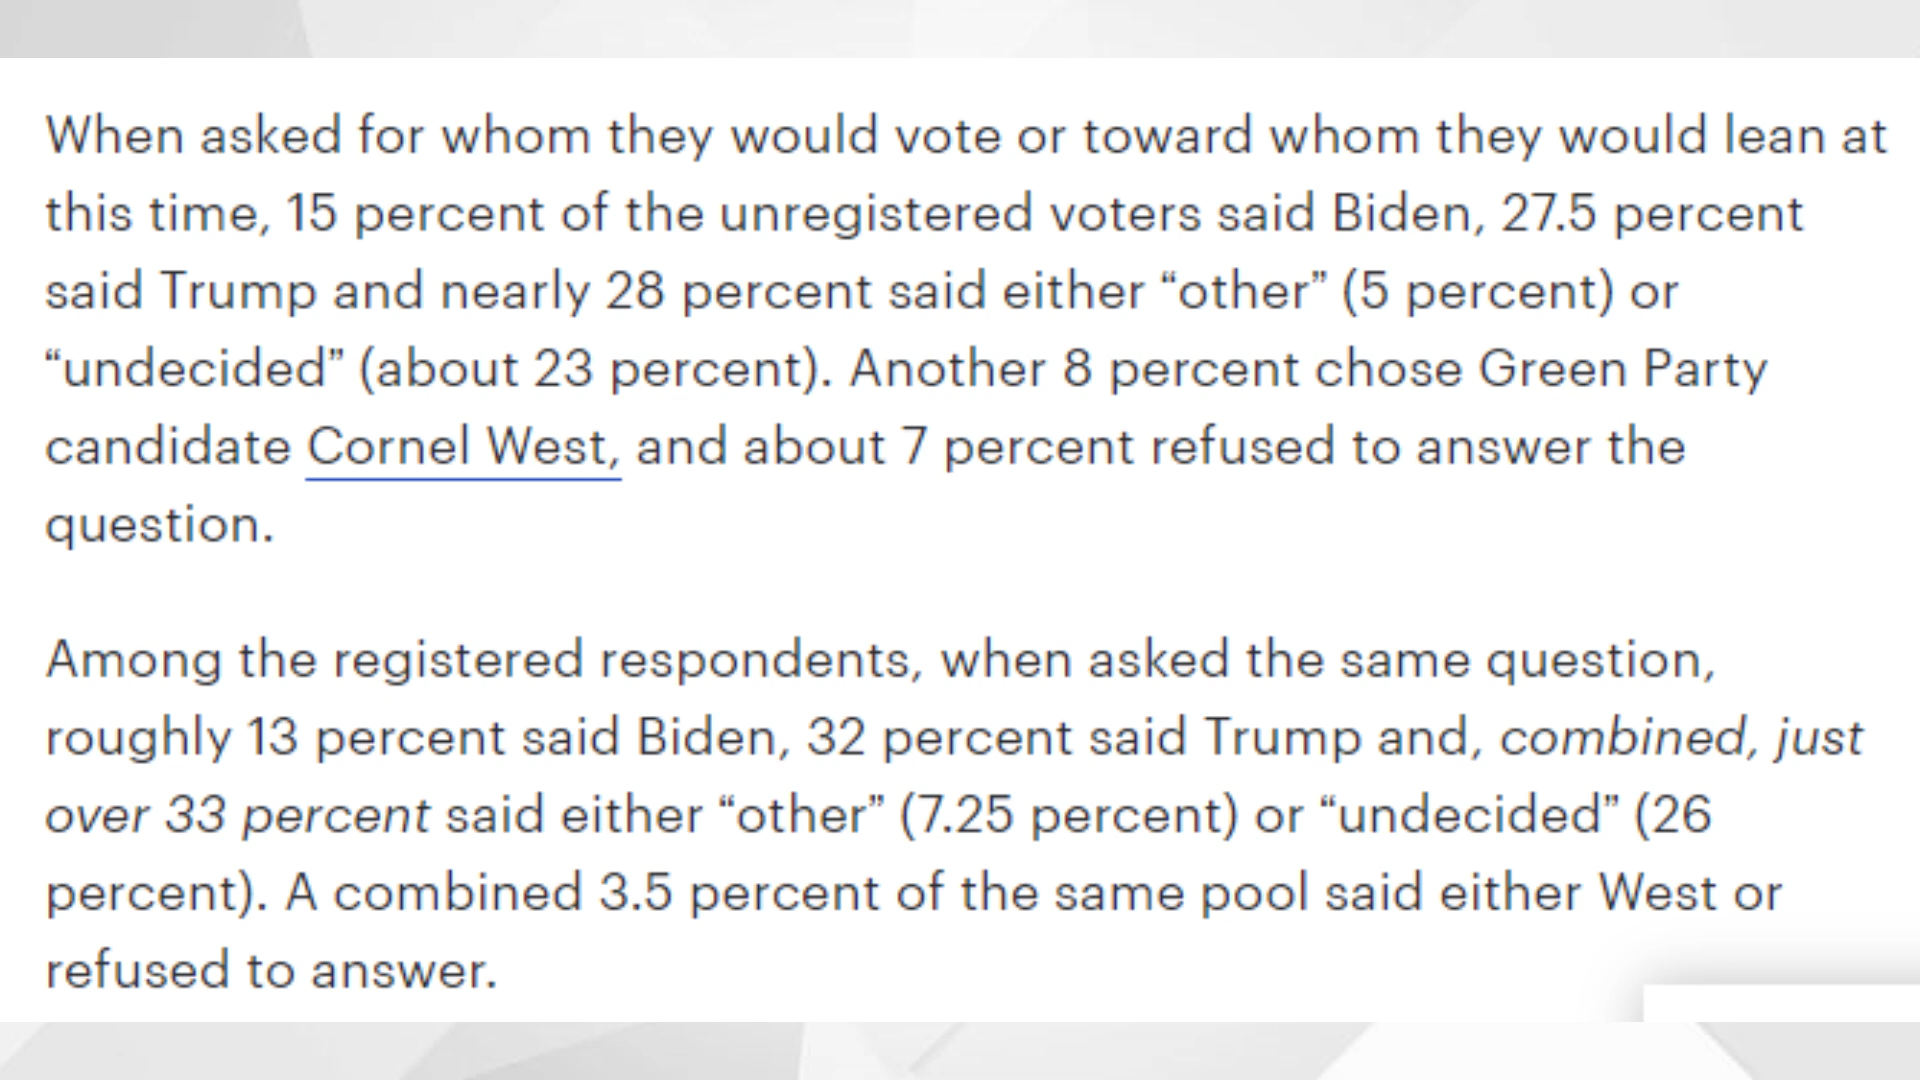 When asked for whom they would vote or toward whom they would lean at
this time, 15 percent of the unregistered voters said Biden, 27.5 percent
said Trump and nearly 28 percent said either “other” (5 percent) or
“undecided” (about 23 percent). Another 8 percent chose Green Party
candidate Cornel West, and about 7 percent refused to answer the
question.
Among the registered respondents, when asked the same question,
roughly 13 percent said Biden, 32 percent said Trump and, combined, just
over 33 percent said either “other” (7.25 percent) or “undecided” (26
percent). A combined 3.5 percent of the same pool said either West or
refused to answer.